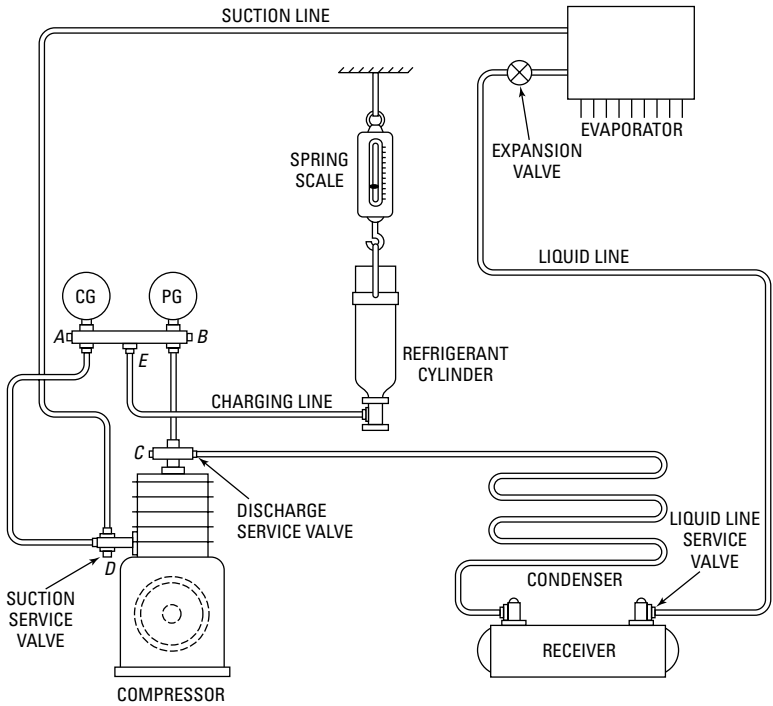 SUCTION LINE
EVAPORATOR
EXPANSION
VALVE
SPRING
SCALE
LIQUID LINE
CG
PG
A
B
E
REFRIGERANT
CYLINDER
CHARGING LINE
C
DISCHARGE
SERVICE VALVE
LIQUID LINE
SERVICE
VALVE
D
SUCTION
SERVICE
VALVE
CONDENSER
RECEIVER
COMPRESSOR